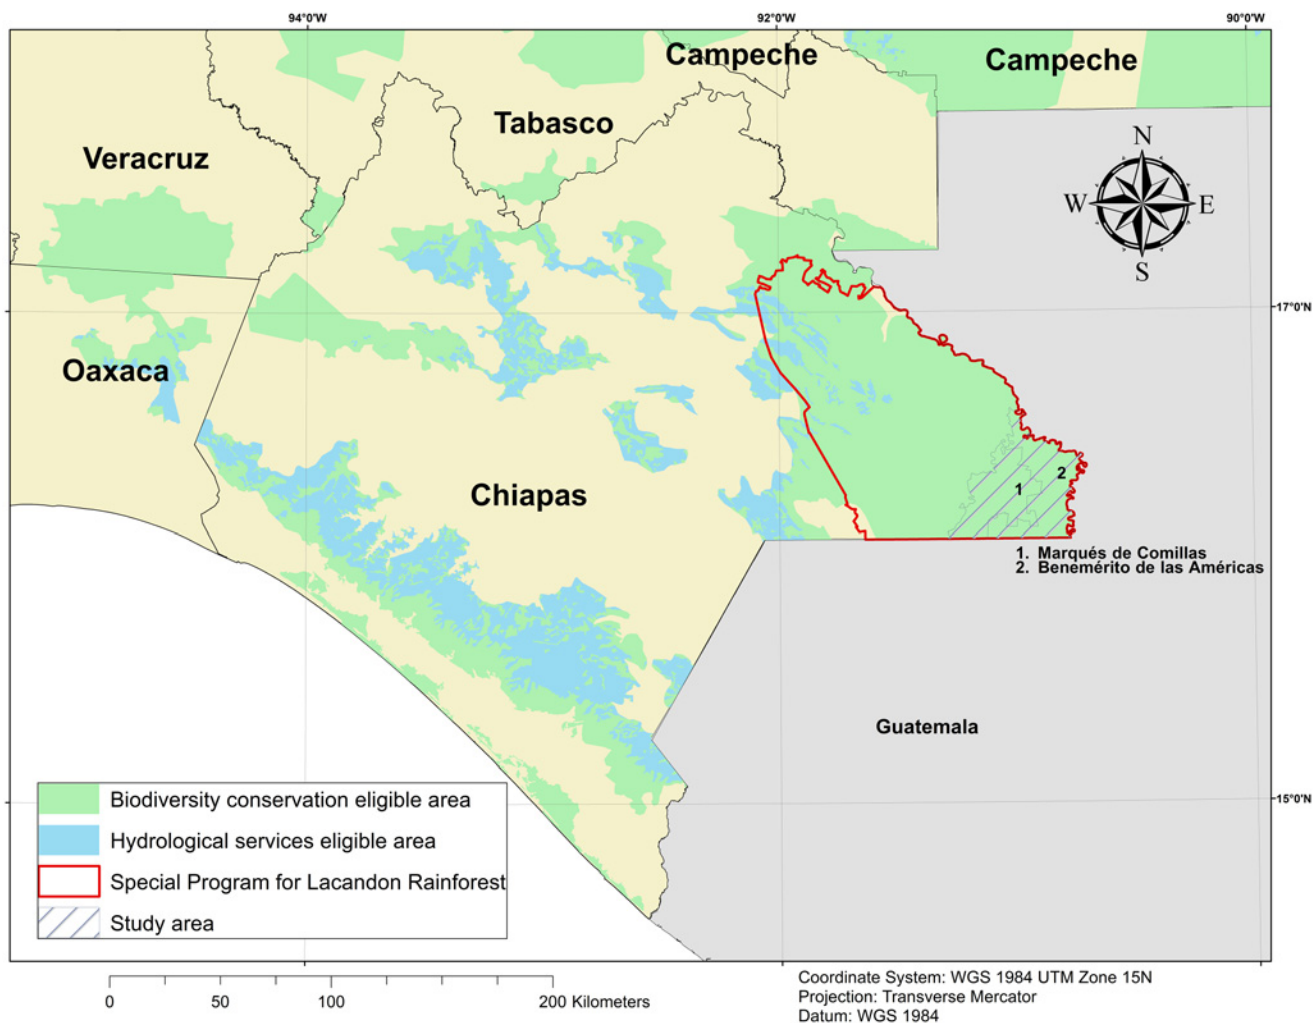 94°0'W 92°0'W 90°0'W
Campeche
Campeche
Tabasco
Veracruz
N
W E
S
17°0'N
Oaxaca
Chiapas
1
2
1. Marqués de Comillas
2. Benemérito de las Américas
Guatemala
15°0'N
Biodiversity conservation eligible area
Hydrological services eligible area
Special Program for Lacandon Rainforest
Study area
0 50 100 200 Kilometers
Coordinate System: WGS 1984 UTM Zone 15N
Projection: Transverse Mercator
Datum: WGS 1984